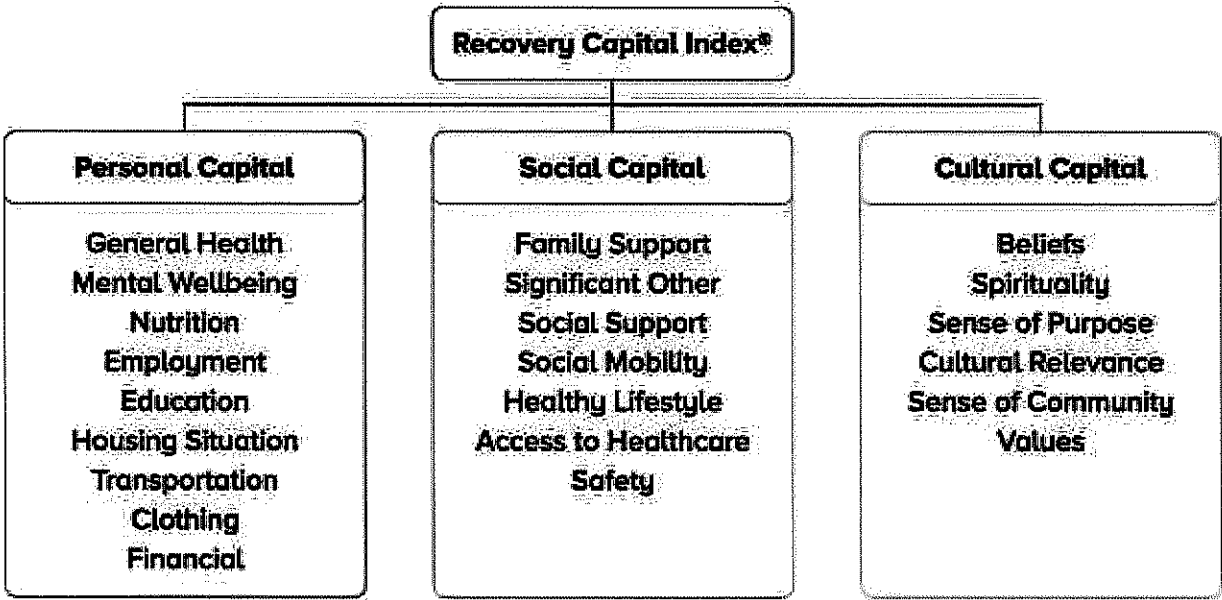 Recovery Capital Index®
Personal Capital
General Health
Mental Wellbeing
Nutrition
Employment
Education
Housing Situation
Transportation
Clothing
Financial
Social Capital
Family Support
Significant Other
Social Support
Social Mobility
Healthy Lifestyle
Access to Healthcare
Safety
Cultural Capital
Beliefs
Spirituality
Sense of Purpose
Cultural Relevance
Sense of Community
Values